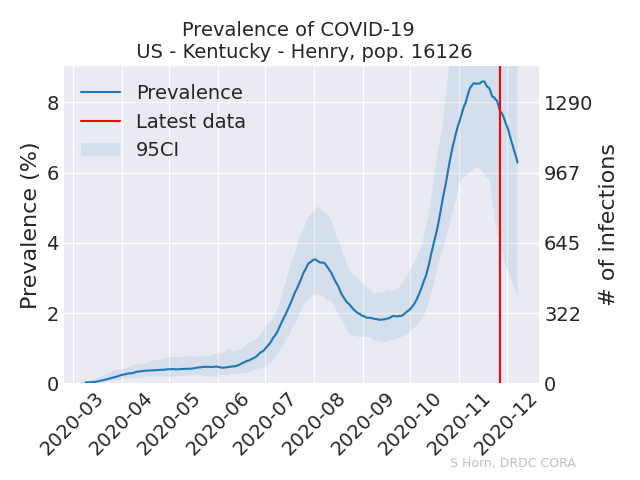 Prevalence of COVID-19
US - Kentucky - Henry, pop. 16126
Prevalence
Latest data
95CI
Prevalence (%)
8
6
4
2
0
1290
967
645
322
0
# of infections
2020-03
2020-04
2020-05
2020-06
2020-07
2020-08
2020-09
2020-10
2020-11
2020-12
S Horn, DRDC CORA